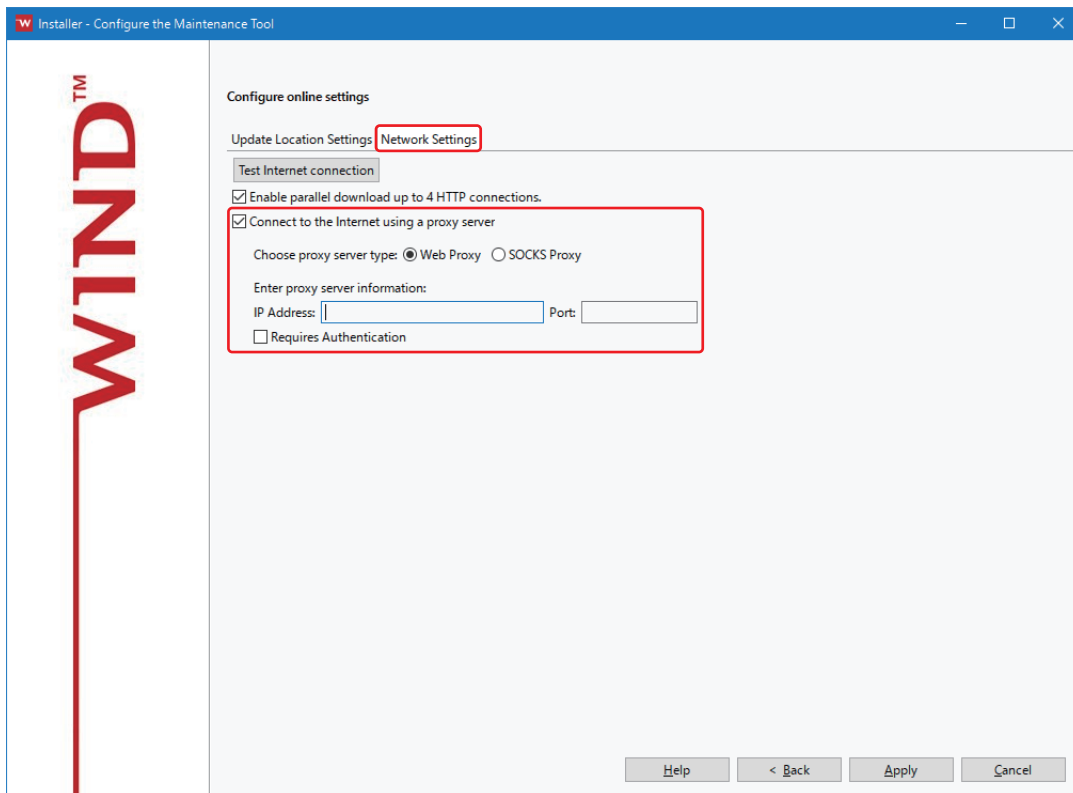 W Installer - Configure the Maintenance Tool
WIND™
Configure online settings
Update Location Settings Network Settings
Test Internet connection
Enable parallel download up to 4 HTTP connections.
Connect to the Internet using a proxy server
Choose proxy server type: Web Proxy SOCKS Proxy
Enter proxy server information:
IP Address: Port:
Requires Authentication
Help < Back Apply Cancel